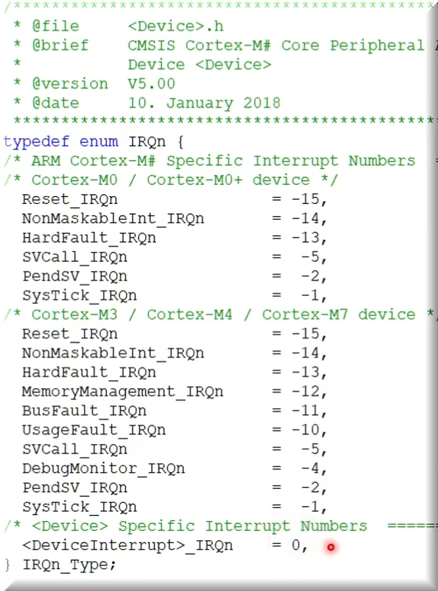 /****************************************
 * @file     <Device>.h
 * @brief    CMSIS Cortex-M# Core Peripheral
 *           Device <Device>
 * @version  V5.00
 * @date     10. January 2018
 ****************************************
typedef enum IRQn {
/* ARM Cortex-M# Specific Interrupt Numbers =
/* Cortex-M0 / Cortex-M0+ device */
  Reset_IRQn             = -15,
  NonMaskableInt_IRQn    = -14,
  HardFault_IRQn         = -13,
  SVCall_IRQn            =  -5,
  PendSV_IRQn            =  -2,
  SysTick_IRQn           =  -1,
/* Cortex-M3 / Cortex-M4 / Cortex-M7 device *
  Reset_IRQn             = -15,
  NonMaskableInt_IRQn    = -14,
  HardFault_IRQn         = -13,
  MemoryManagement_IRQn  = -12,
  BusFault_IRQn          = -11,
  UsageFault_IRQn        = -10,
  SVCall_IRQn            =  -5,
  DebugMonitor_IRQn      =  -4,
  PendSV_IRQn            =  -2,
  SysTick_IRQn           =  -1,
/* <Device> Specific Interrupt Numbers  =====
  <DeviceInterrupt>_IRQn   = 0,
} IRQn_Type;